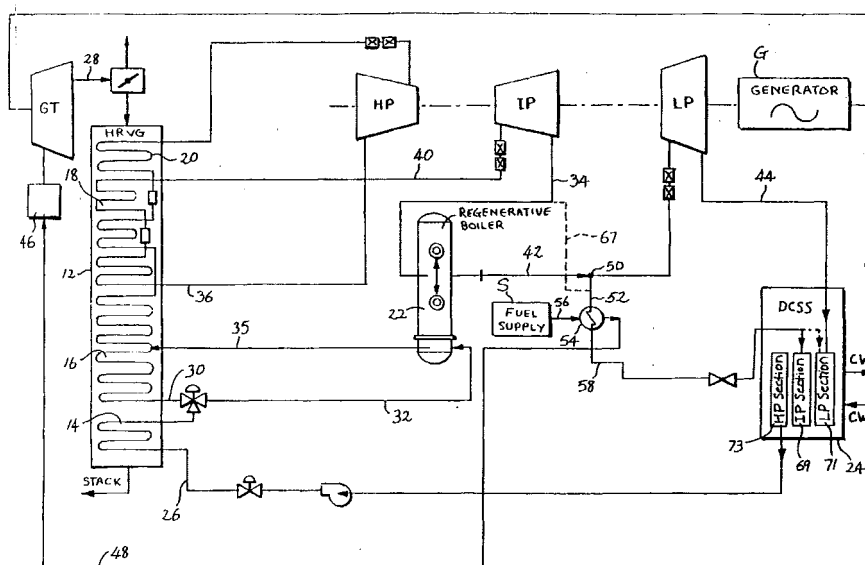 G
28
GT
HP
IP
LP
GENERATOR
HRVG
20
40
34
44
18
REGENERATIVE
BOILER
67
46
12
42
50
36
S
52
DCSS
FUEL
SUPPLY
56
22
54
35
CW
16
58
HP Section
IP Section
LP Section
CW
30
32
14
73
69
71
24
STACK
26
48